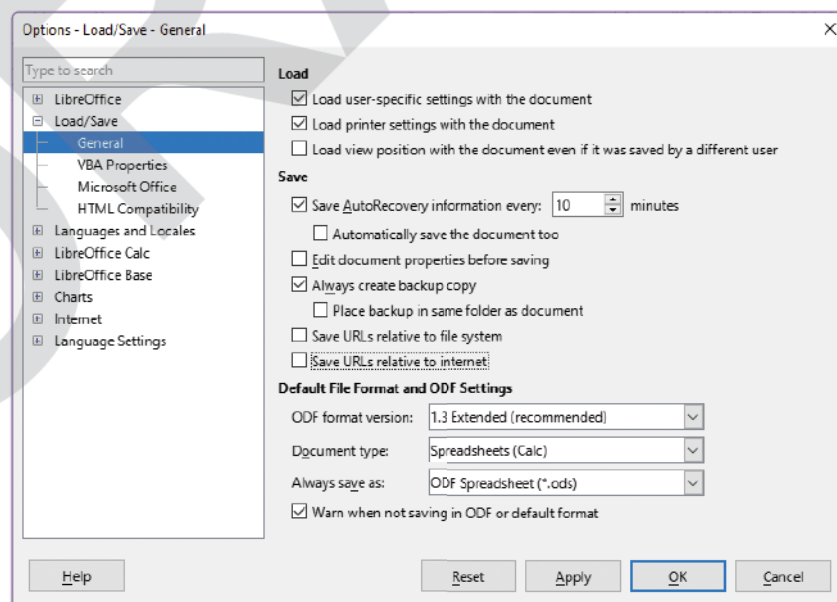 Options - Load/Save - General
Type to search
LibreOffice
Load/Save
General
VBA Properties
Microsoft Office
HTML Compatibility
Languages and Locales
LibreOffice Calc
LibreOffice Base
Charts
Internet
Language Settings
Load
Load user-specific settings with the document
Load printer settings with the document
Load view position with the document even if it was saved by a different user
Save
Save AutoRecovery information every: 10 minutes
Automatically save the document too
Edit document properties before saving
Always create backup copy
Place backup in same folder as document
Save URLs relative to file system
Save URLs relative to internet
Default File Format and ODF Settings
ODF format version: 1.3 Extended (recommended)
Document type: Spreadsheets (Calc)
Always save as: ODF Spreadsheet (*.ods)
Warn when not saving in ODF or default format
Help Reset Apply OK Cancel